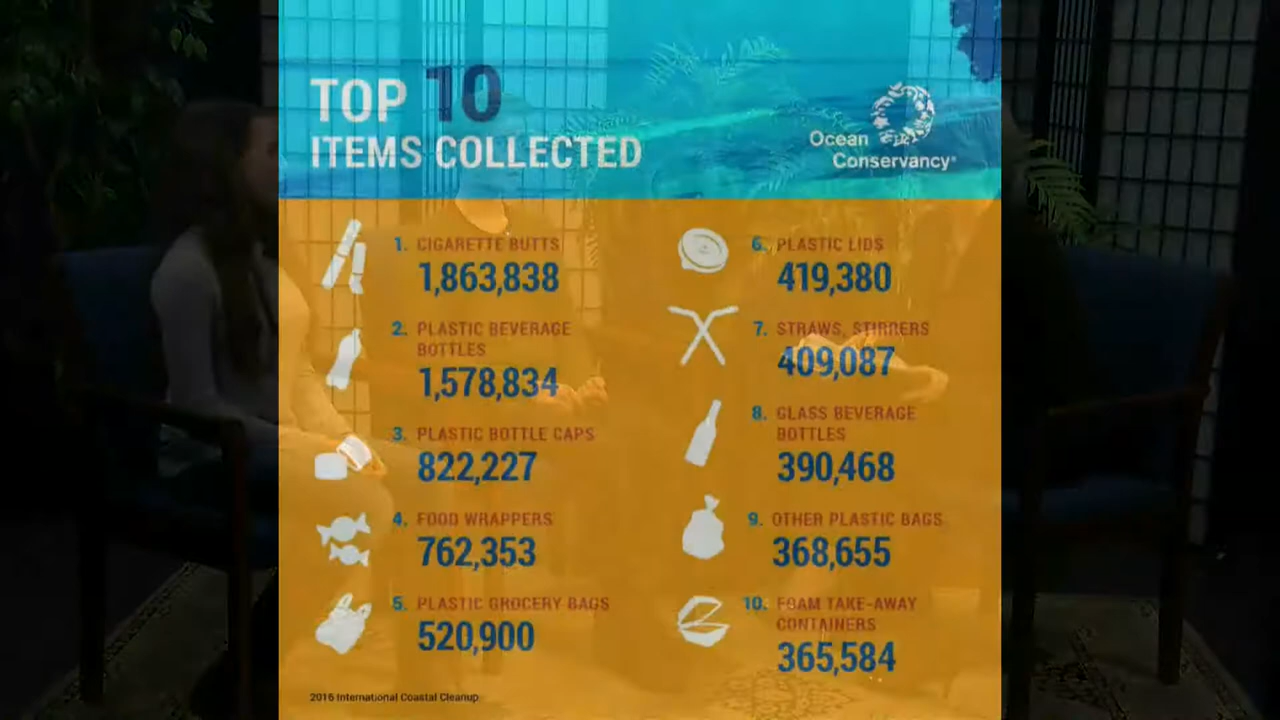 TOP 10
ITEMS COLLECTED
Ocean
Conservancy®
1. CIGARETTE BUTTS
1,863,838
2. PLASTIC BEVERAGE
BOTTLES
1,578,834
3. PLASTIC BOTTLE CAPS
822,227
4. FOOD WRAPPERS
762,353
5. PLASTIC GROCERY BAGS
520,900
6. PLASTIC LIDS
419,380
7. STRAWS, STIRRERS
409,087
8. GLASS BEVERAGE
BOTTLES
390,468
9. OTHER PLASTIC BAGS
368,655
10. FOAM TAKE-AWAY
CONTAINERS
365,584
2016 International Coastal Cleanup